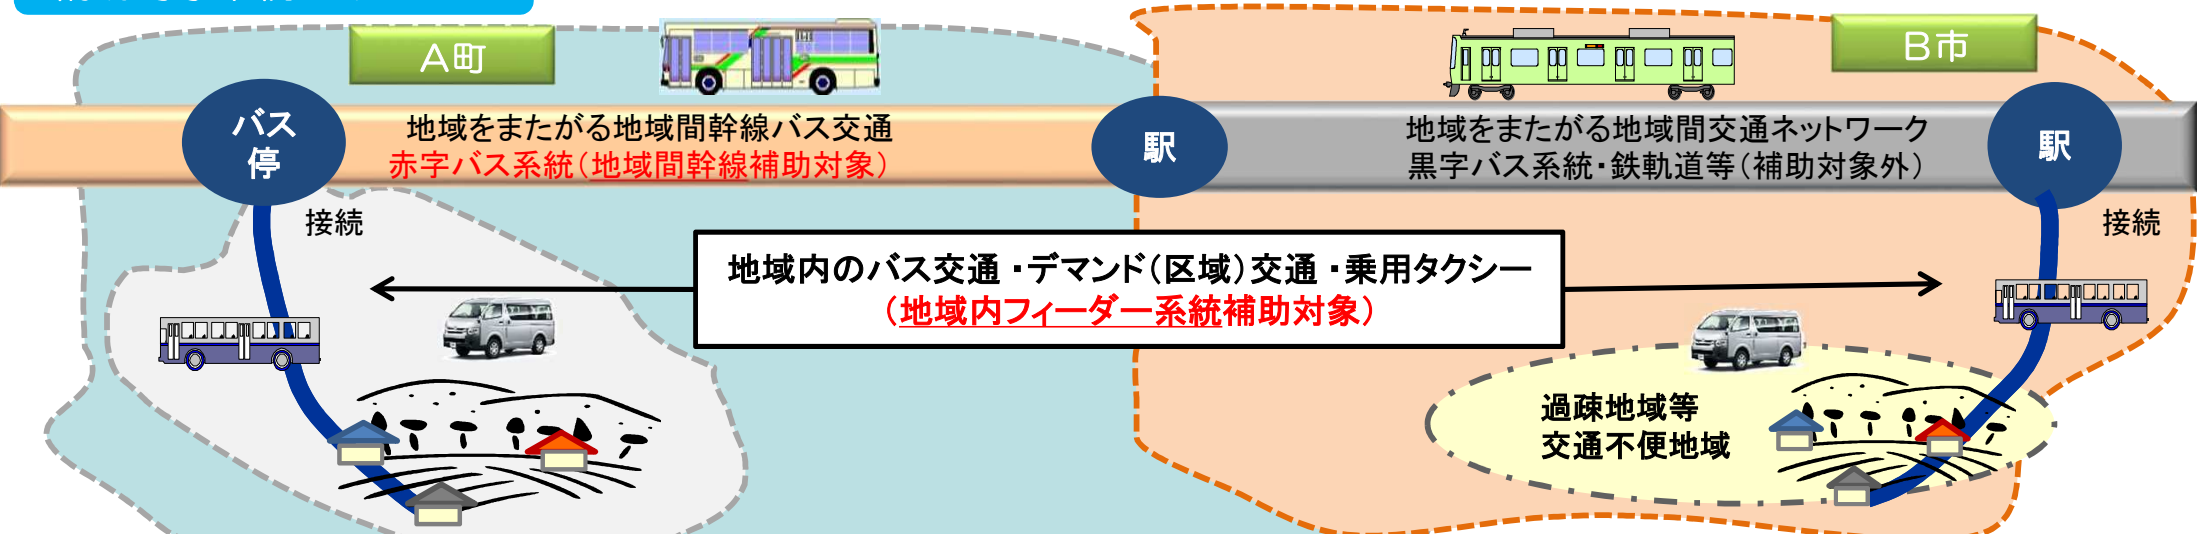 A町
B市
バス
停
地域をまたがる地域間幹線バス交通
赤字バス系統（地域間幹線補助対象）
駅
地域をまたがる地域間交通ネットワーク
黒字バス系統・鉄軌道等（補助対象外）
駅
接続
接続
地域内のバス交通・デマンド（区域）交通・乗用タクシー
（地域内フィーダー系統補助対象）
過疎地域等
交通不便地域